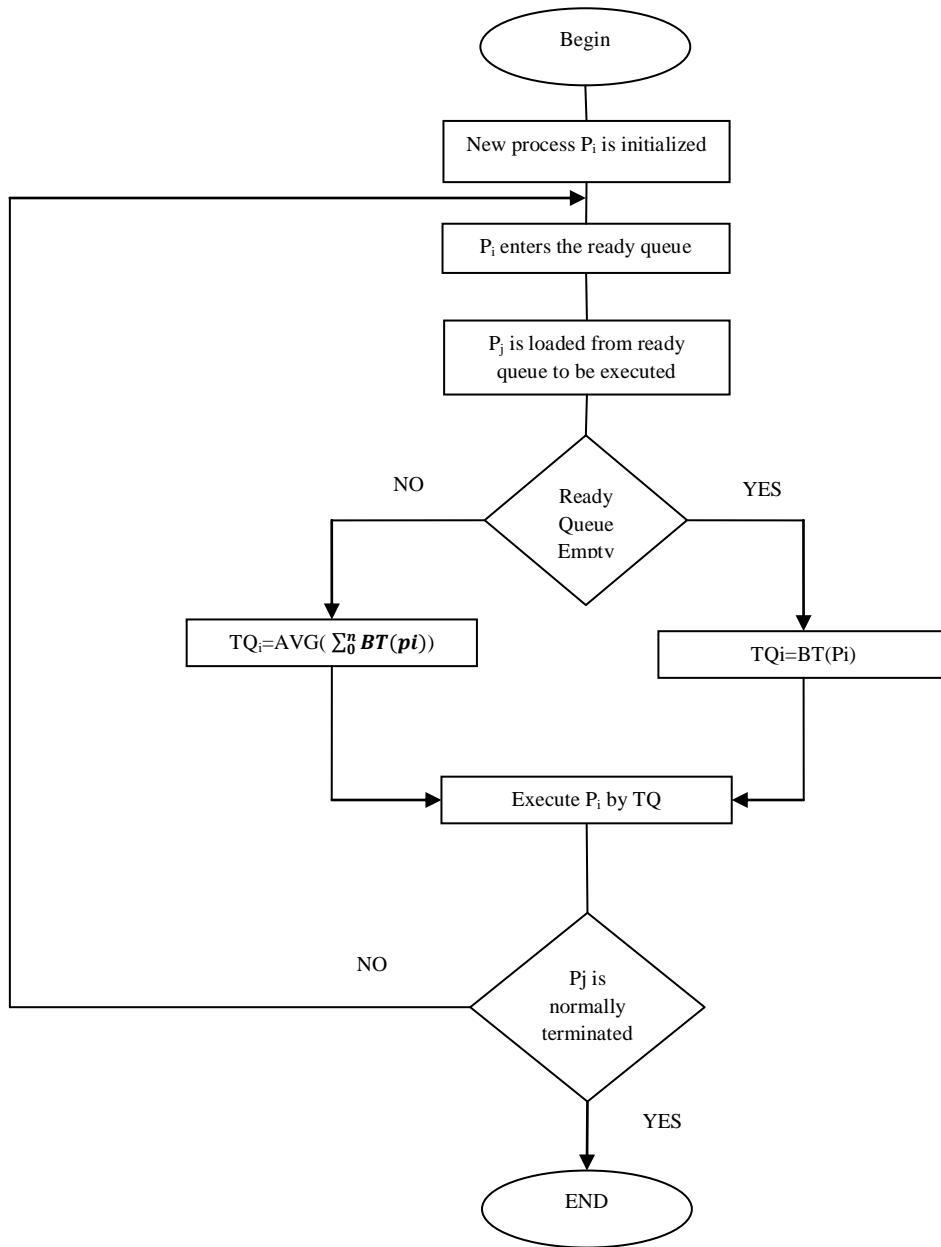 Begin
New process Pᵢ is initialized
Pᵢ enters the ready queue
Pⱼ is loaded from ready
queue to be executed
NO
YES
Ready
Queue
Empty
TQᵢ=AVG( ∑₀ⁿ BT(pi))
TQi=BT(Pi)
Execute Pᵢ by TQ
NO
Pj is
normally
terminated
YES
END